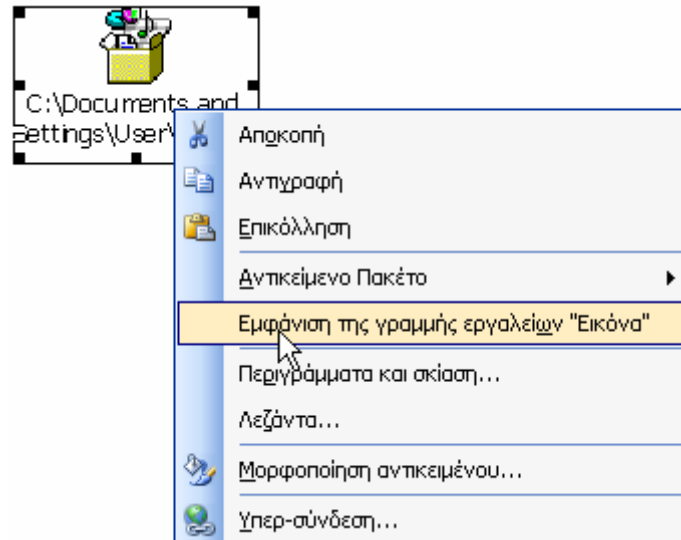 C:\Documents and
Settings\User\
Αποκοπή
Αντιγραφή
Επικόλληση
Αντικείμενο Πακέτο
Εμφάνιση της γραμμής εργαλείων "Εικόνα"
Περιγράμματα και σκίαση...
Λεζάντα...
Μορφοποίηση αντικειμένου...
Υπερ-σύνδεση...